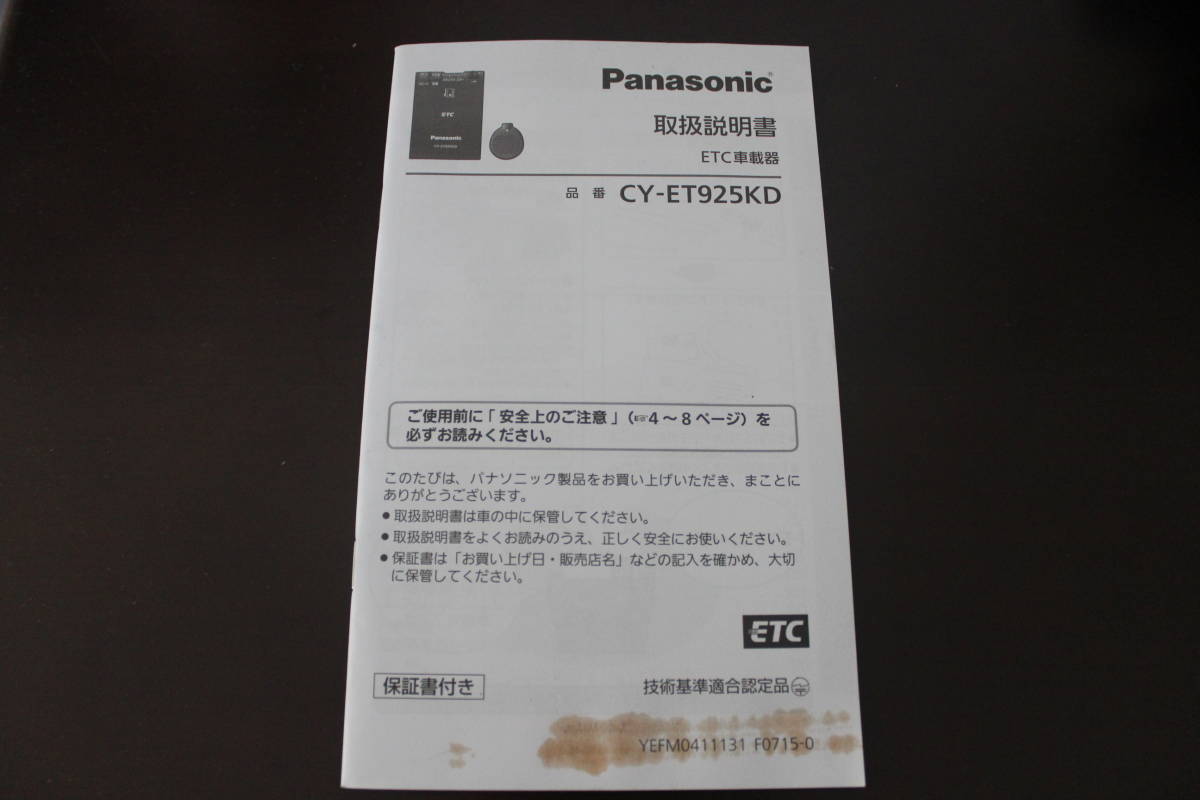 ETC
Panasonic
Panasonic®
取扱説明書
ETC車載器
品 番 CY-ET925KD
ご使用前に「安全上のご注意」(☞4～8ページ)を
必ずお読みください。
このたびは、パナソニック製品をお買い上げいただき、まことに
ありがとうございます。
● 取扱説明書は車の中に保管してください。
● 取扱説明書をよくお読みのうえ、正しく安全にお使いください。
● 保証書は「お買い上げ日・販売店名」などの記入を確かめ、大切
に保管してください。
ETC
保証書付き
技術基準適合認定品
YEFM0411131 F0715-0